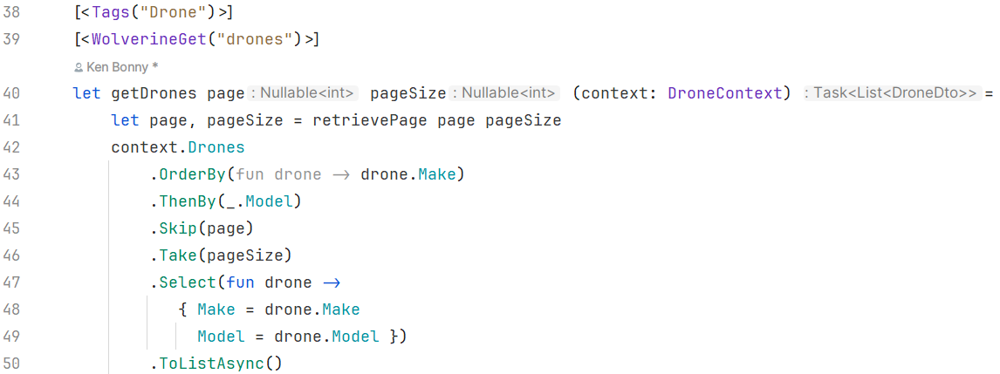 38 [<Tags("Drone")>]
39 [<WolverineGet("drones")>]
Ken Bonny *
40 let getDrones page : Nullable<int> pageSize : Nullable<int> (context: DroneContext) : Task<List<DroneDto>> =
41 let page, pageSize = retrievePage page pageSize
42 context.Drones
43 .OrderBy(fun drone -> drone.Make)
44 .ThenBy(_.Model)
45 .Skip(page)
46 .Take(pageSize)
47 .Select(fun drone ->
48 { Make = drone.Make
49 Model = drone.Model })
50 .ToListAsync()